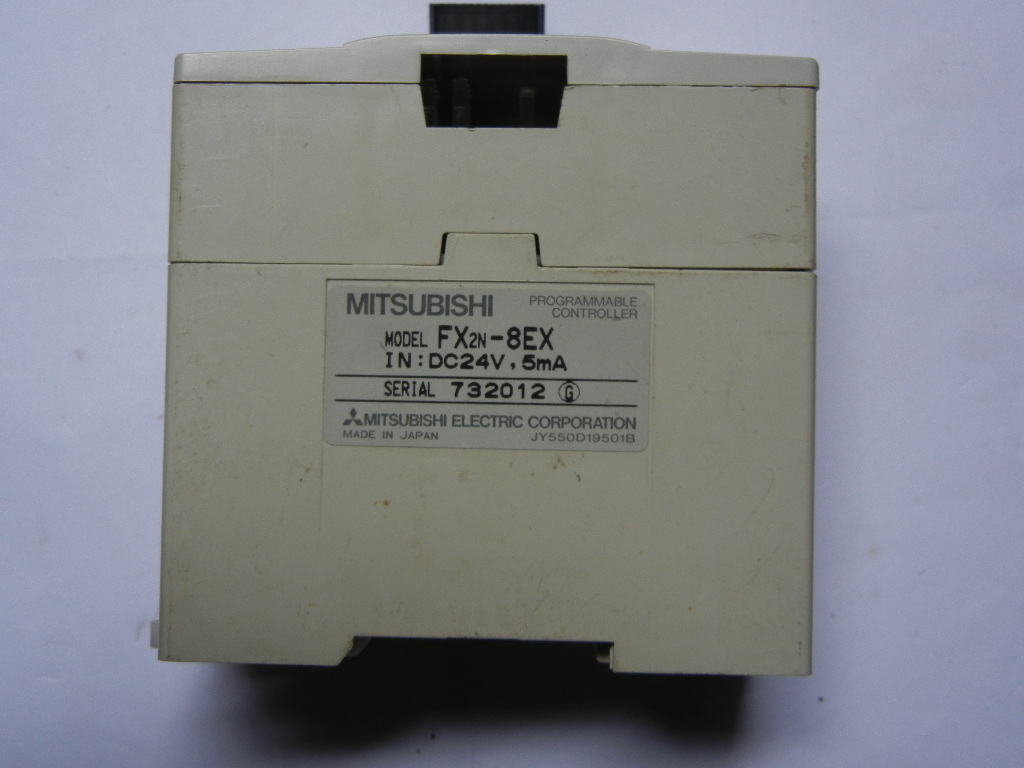 MITSUBISHI PROGRAMMABLE
CONTROLLER
MODEL FX2N-8EX
IN:DC24V, 5mA
SERIAL 732012 G
MITSUBISHI ELECTRIC CORPORATION
MADE IN JAPAN JY550D19501B